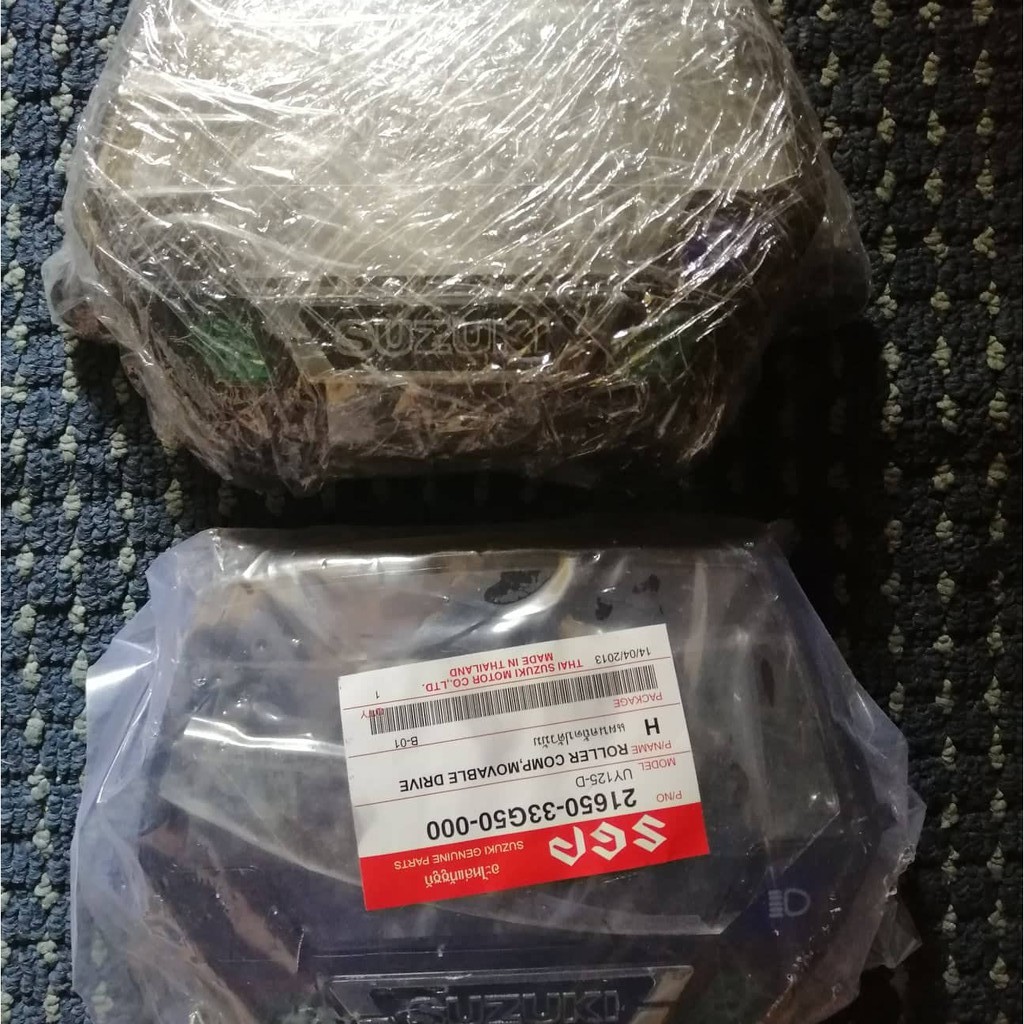 SUZUKI
SGP
อะไหล่แท้ซูซูกิ
SUZUKI GENUINE PARTS
P/NO
21650-33G50-000
MODEL
UY125-D
P/NAME ROLLER COMP,MOVABLE DRIVE
H
B-01
PACKAGE
QTY
1
14/04/2013
THAI SUZUKI MOTOR CO.,LTD.
MADE IN THAILAND
SUZUKI